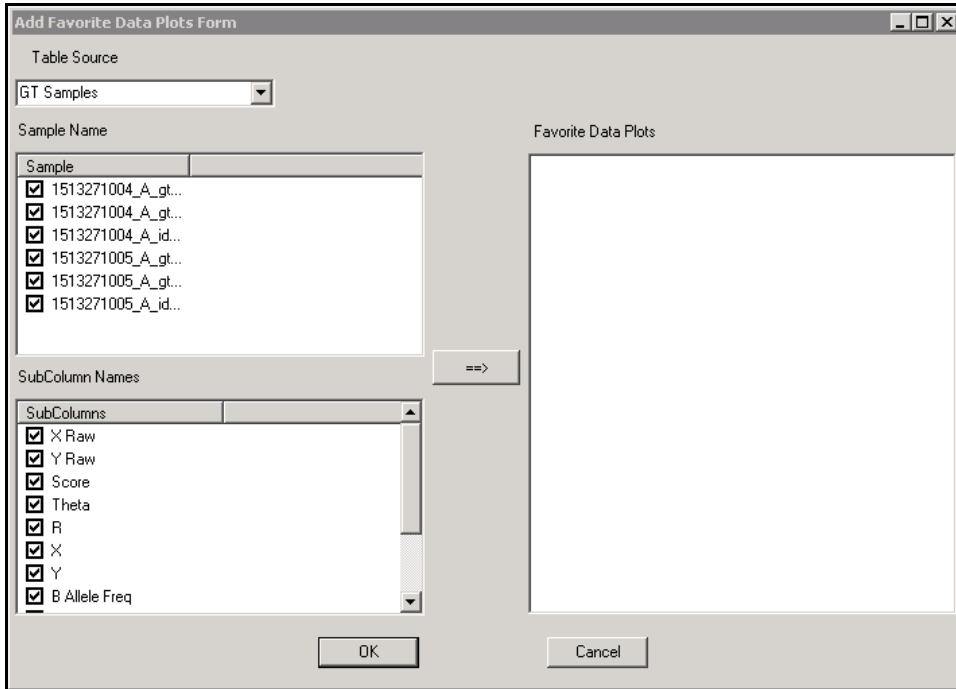 Add Favorite Data Plots Form
Table Source
GT Samples
Sample Name
Sample
1513271004_A_gt...
1513271004_A_gt...
1513271004_A_id...
1513271005_A_gt...
1513271005_A_gt...
1513271005_A_id...
SubColumn Names
SubColumns
X Raw
Y Raw
Score
Theta
R
X
Y
B Allele Freq
==>
Favorite Data Plots
OK
Cancel